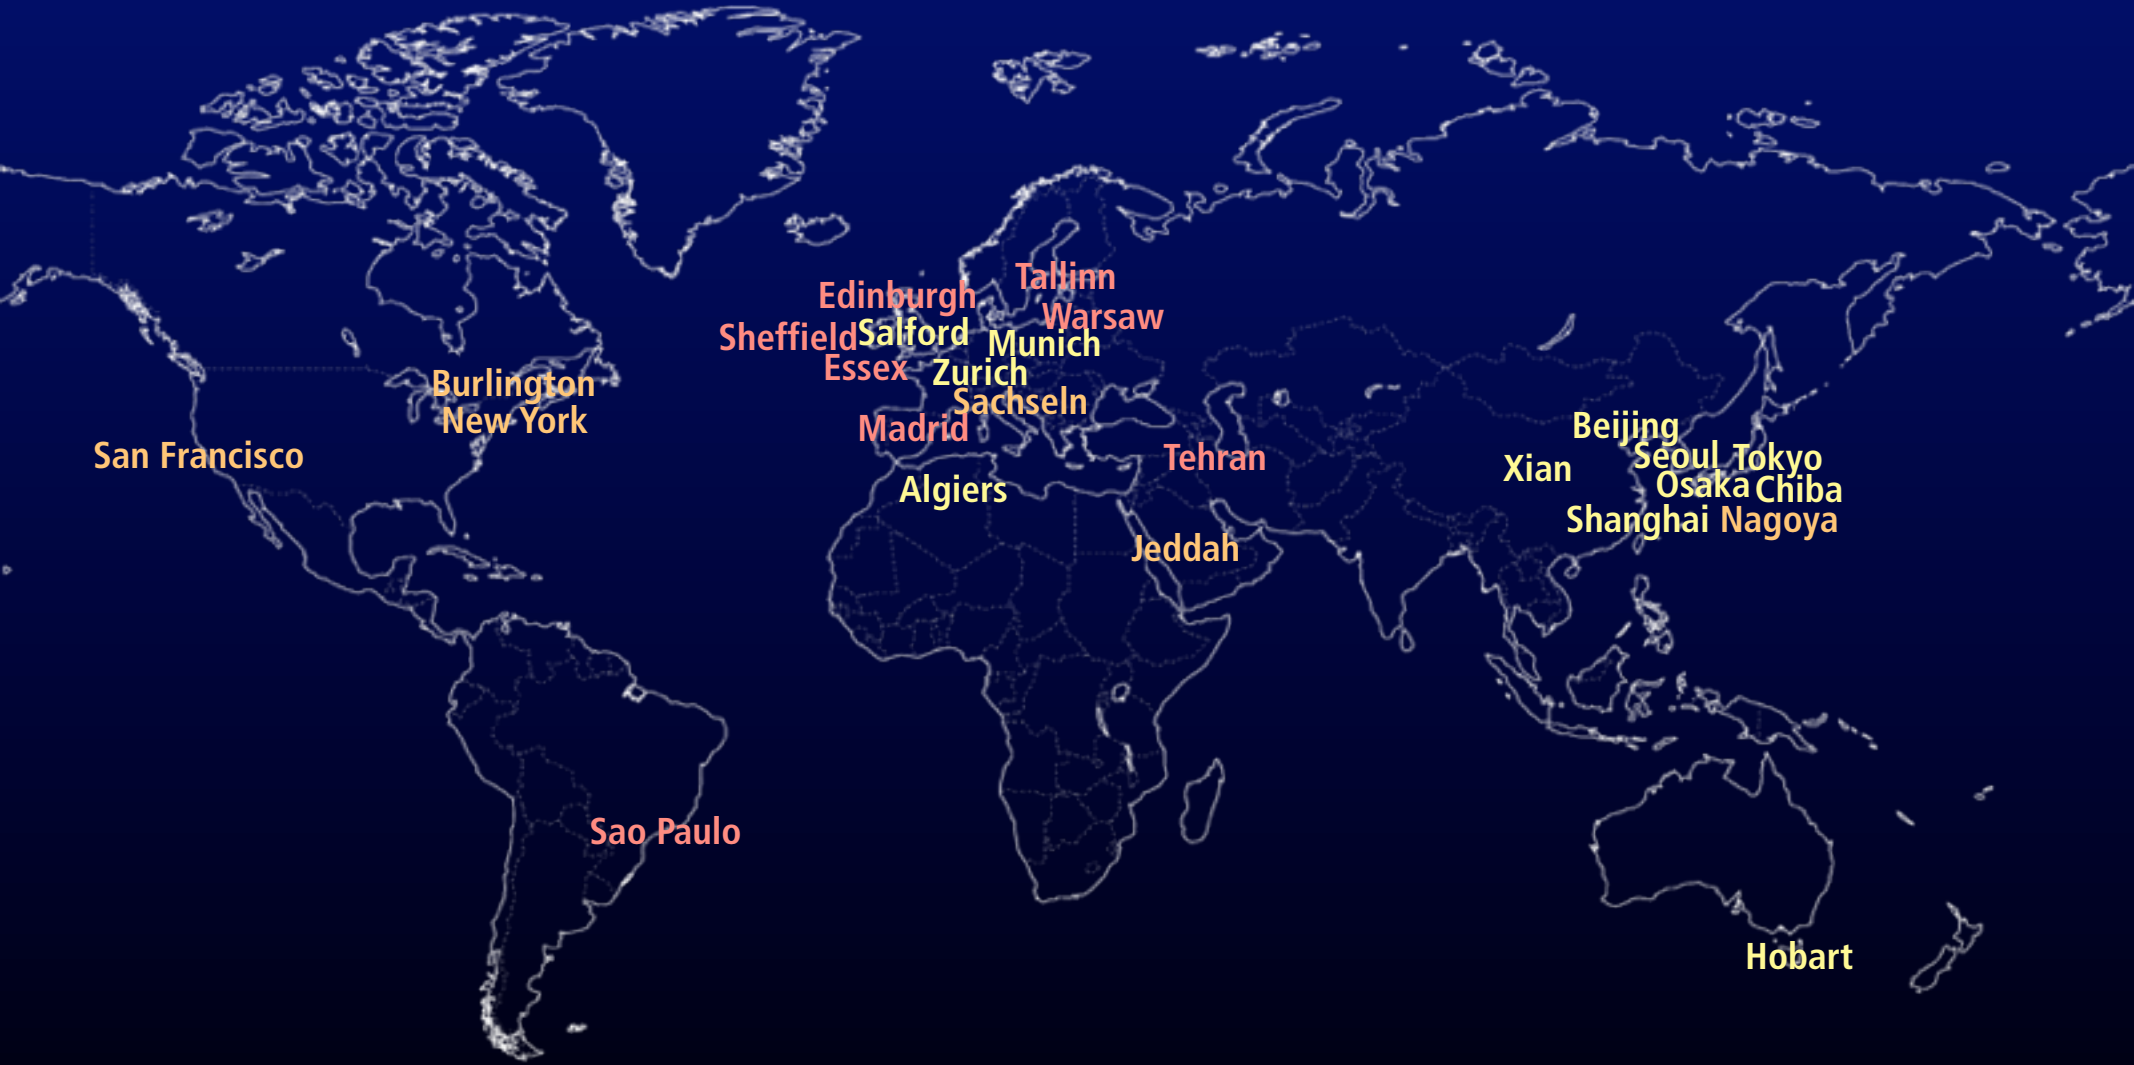 Tallinn
Edinburgh
Warsaw
Sheffield
Salford
Munich
Essex
Zurich
Burlington
Sachseln
New York
Madrid
Beijing
San Francisco
Tehran
Seoul
Tokyo
Xian
Algiers
Osaka
Chiba
Shanghai
Nagoya
Jeddah
Sao Paulo
Hobart